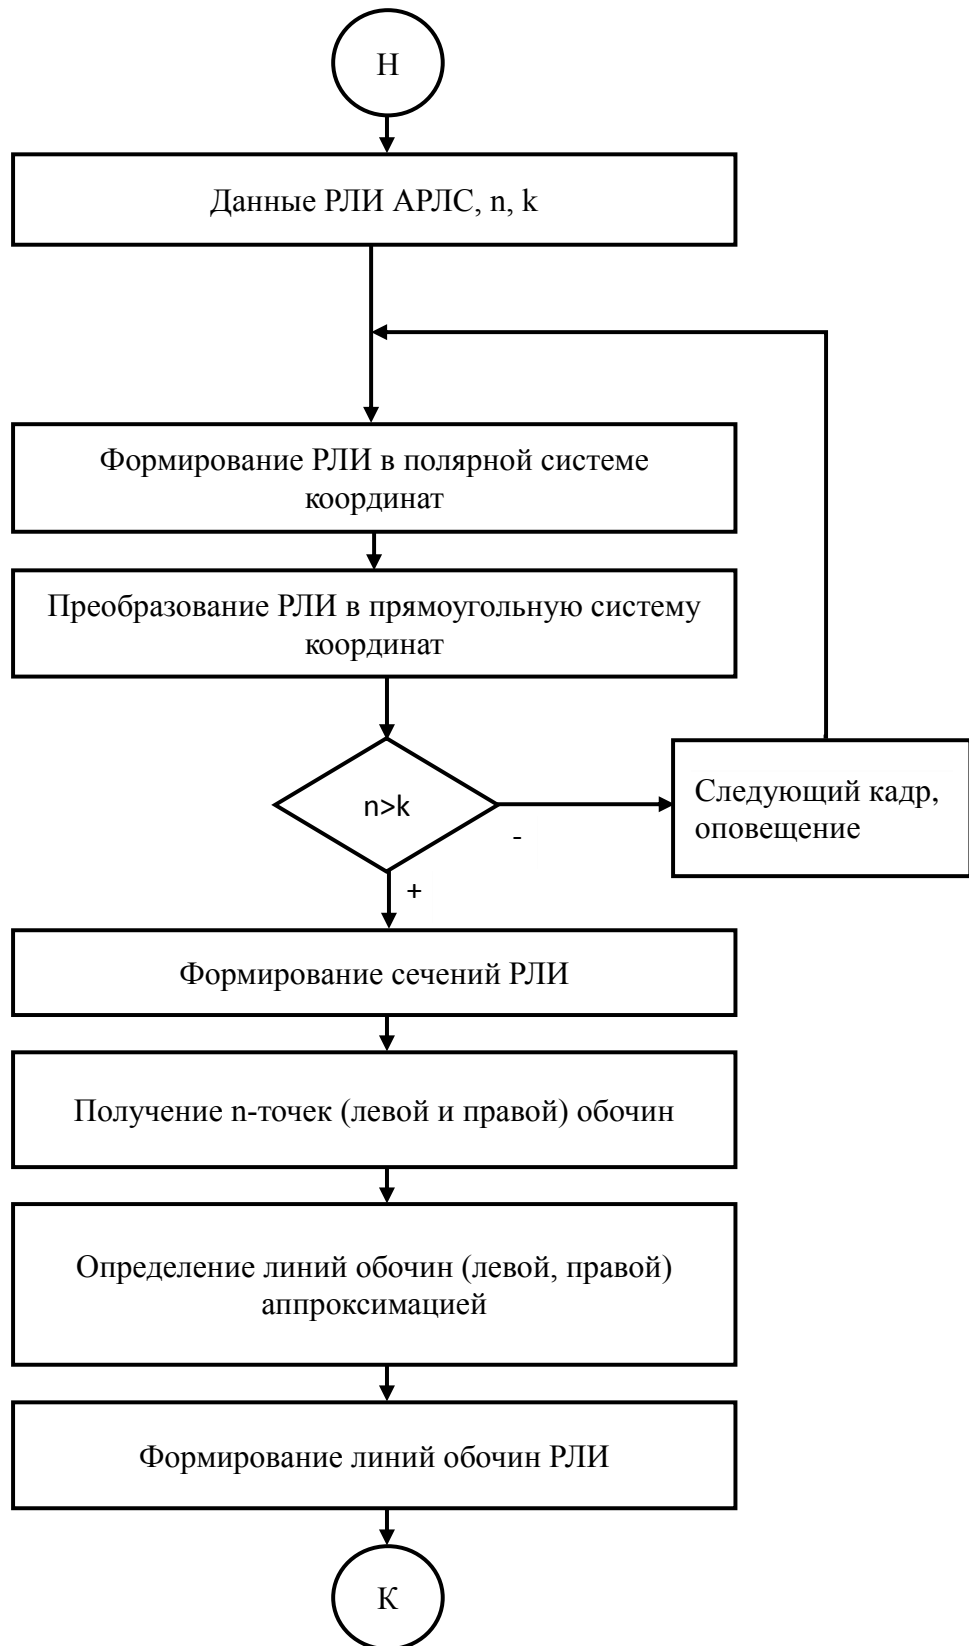 Н
Данные РЛИ АРЛС, n, k
Формирование РЛИ в полярной системе
координат
Преобразование РЛИ в прямоугольную систему
координат
n>k
-
Следующий кадр,
оповещение
+
Формирование сечений РЛИ
Получение n-точек (левой и правой) обочин
Определение линий обочин (левой, правой)
аппроксимацией
Формирование линий обочин РЛИ
К